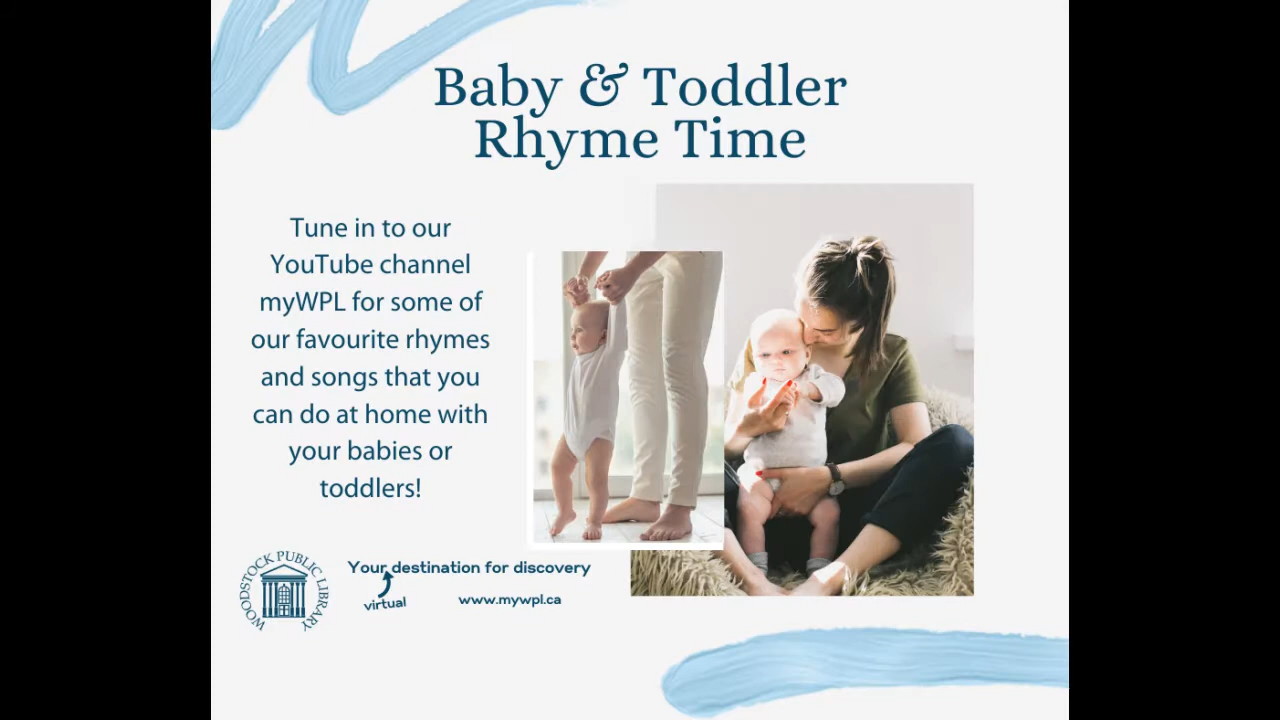 Baby & Toddler
Rhyme Time
Tune in to our
YouTube channel
myWPL for some of
our favourite rhymes
and songs that you
can do at home with
your babies or
toddlers!
WOODSTOCK PUBLIC LIBRARY
Your destination for discovery
virtual
www.mywpl.ca